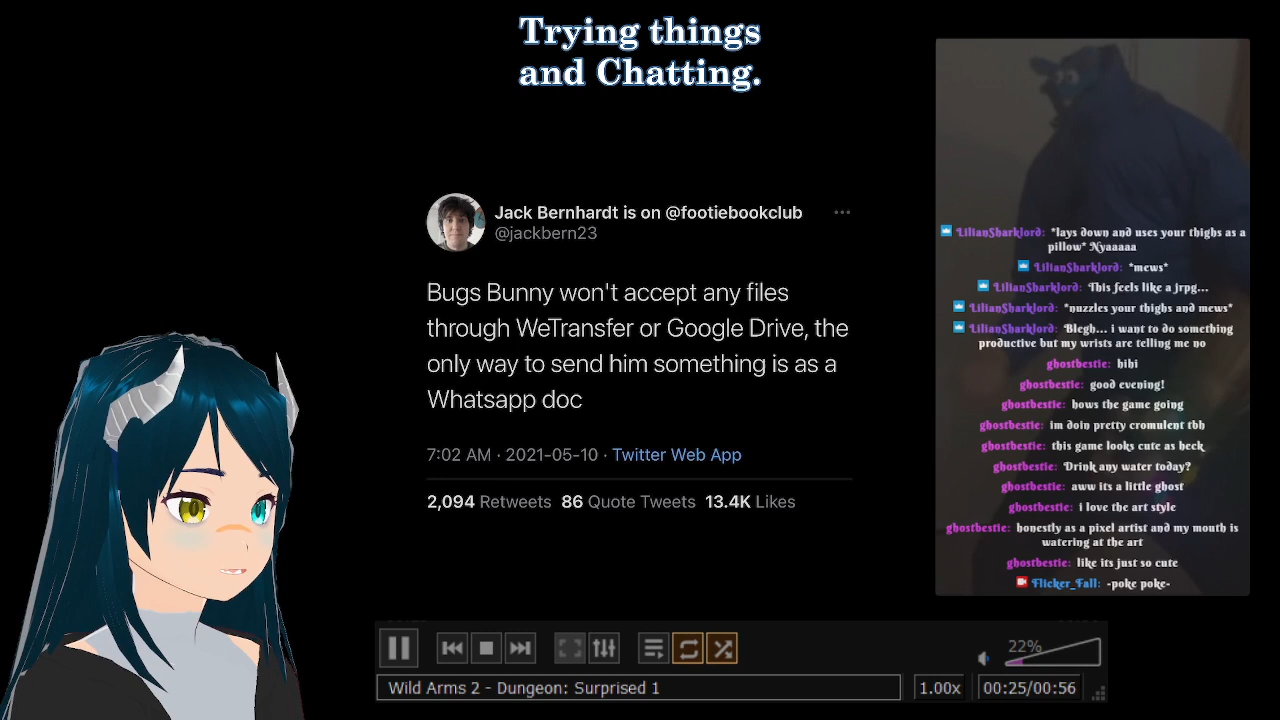 Trying things
and Chatting.
Jack Bernhardt is on @footiebookclub
@jackbern23
Bugs Bunny won't accept any files
through WeTransfer or Google Drive, the
only way to send him something is as a
Whatsapp doc
7:02 AM · 2021-05-10 · Twitter Web App
2,094 Retweets 86 Quote Tweets 13.4K Likes
LilianSharklord: *lays down and uses your thighs as a
pillow* Nyaaaaa
LilianSharklord: *mews*
LilianSharklord: This feels like a jrpg...
LilianSharklord: *nuzzles your thighs and mews*
LilianSharklord: Blegh... i want to do something
productive but my wrists are telling me no
ghostbestie: hihi
ghostbestie: good evening!
ghostbestie: hows the game going
ghostbestie: im doin pretty cromulent tbh
ghostbestie: this game looks cute as heck
ghostbestie: Drink any water today?
ghostbestie: aww its a little ghost
ghostbestie: i love the art style
ghostbestie: honestly as a pixel artist and my mouth is
watering at the art
ghostbestie: like its just so cute
Flicker_Fall: -poke poke-
22%
Wild Arms 2 - Dungeon: Surprised 1
1.00x
00:25/00:56